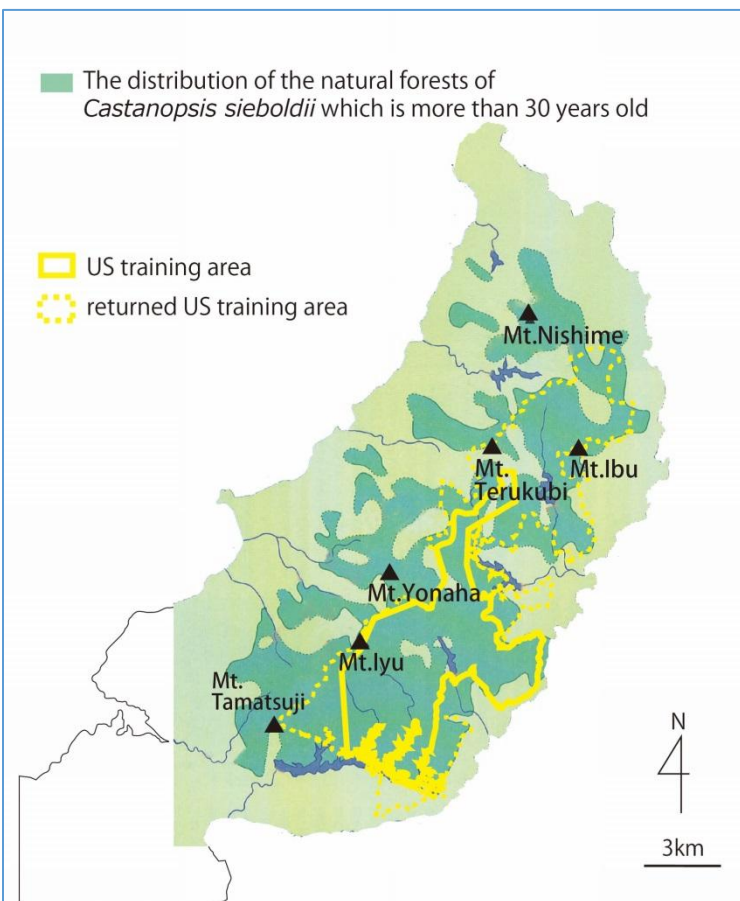 The distribution of the natural forests of
Castanopsis sieboldii which is more than 30 years old
US training area
returned US training area
Mt.Nishime
Mt.
Terukubi
Mt.Ibu
Mt.Yonaha
Mt.Iyu
Mt.
Tamatsuji
N
3km